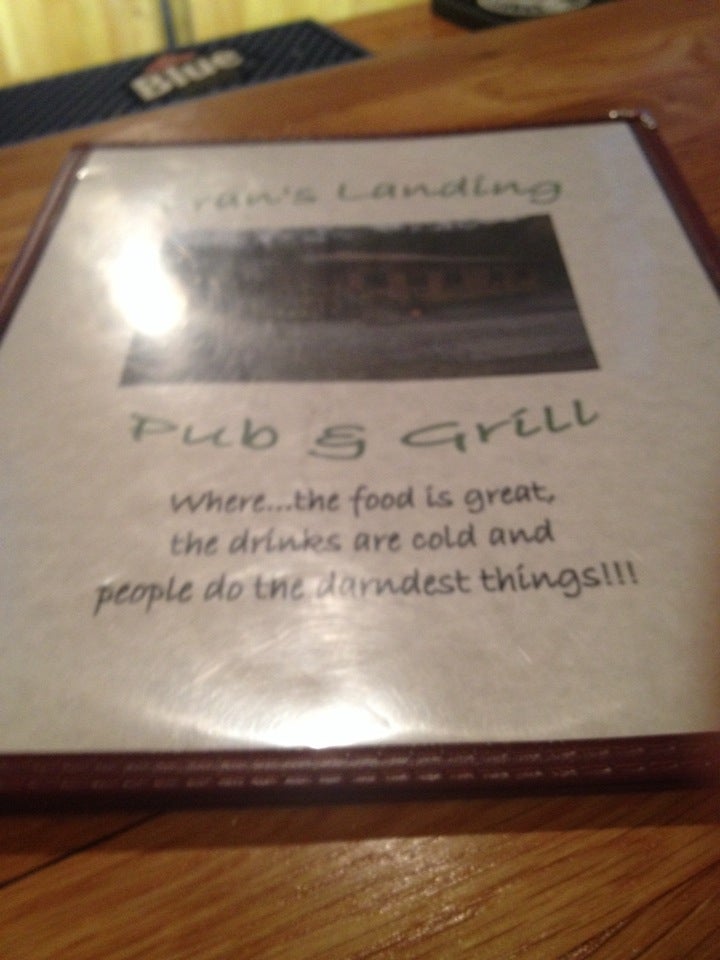 Blue
Landing
Pub & Grill
Where...the food is great,
the drinks are cold and
people do the darndest things!!!